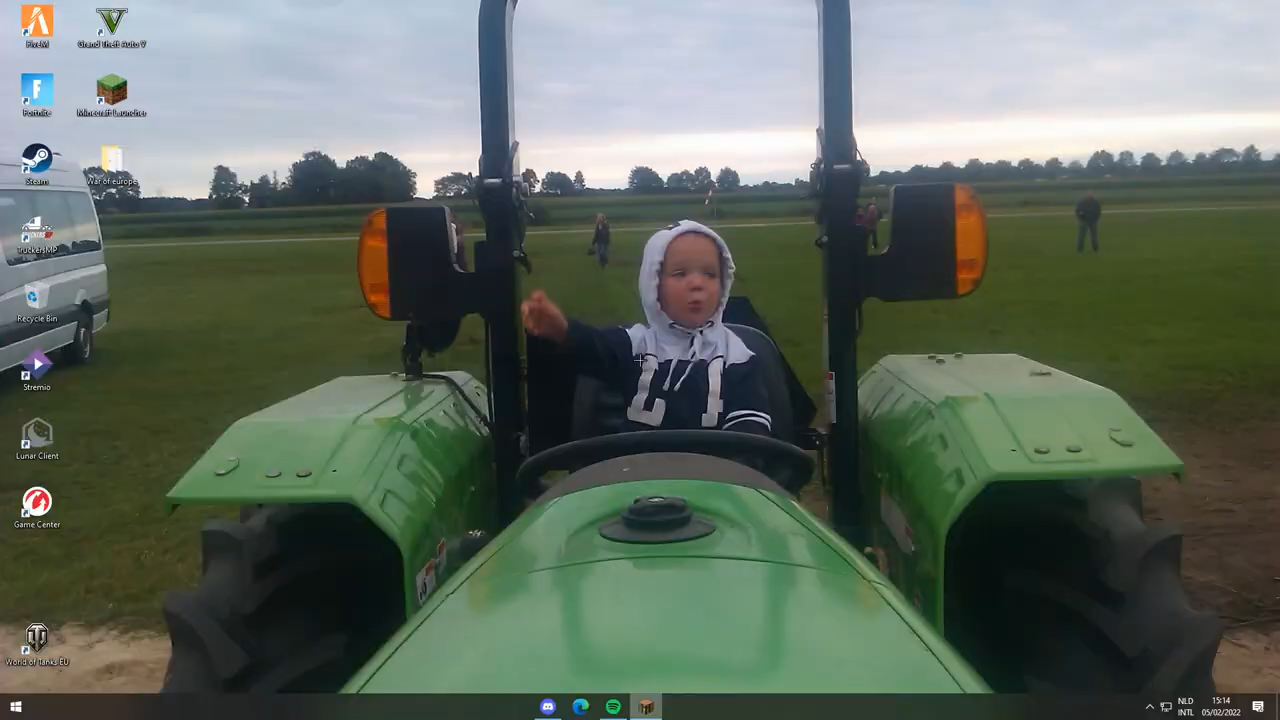 FiveM
Grand Theft Auto V
Fortnite
Minecraft Launcher
Steam
War of europe
TruckersMP
Recycle Bin
Stremio
Lunar Client
Game Center
World of Tanks EU
NLD
INTL
15:14
05/02/2022